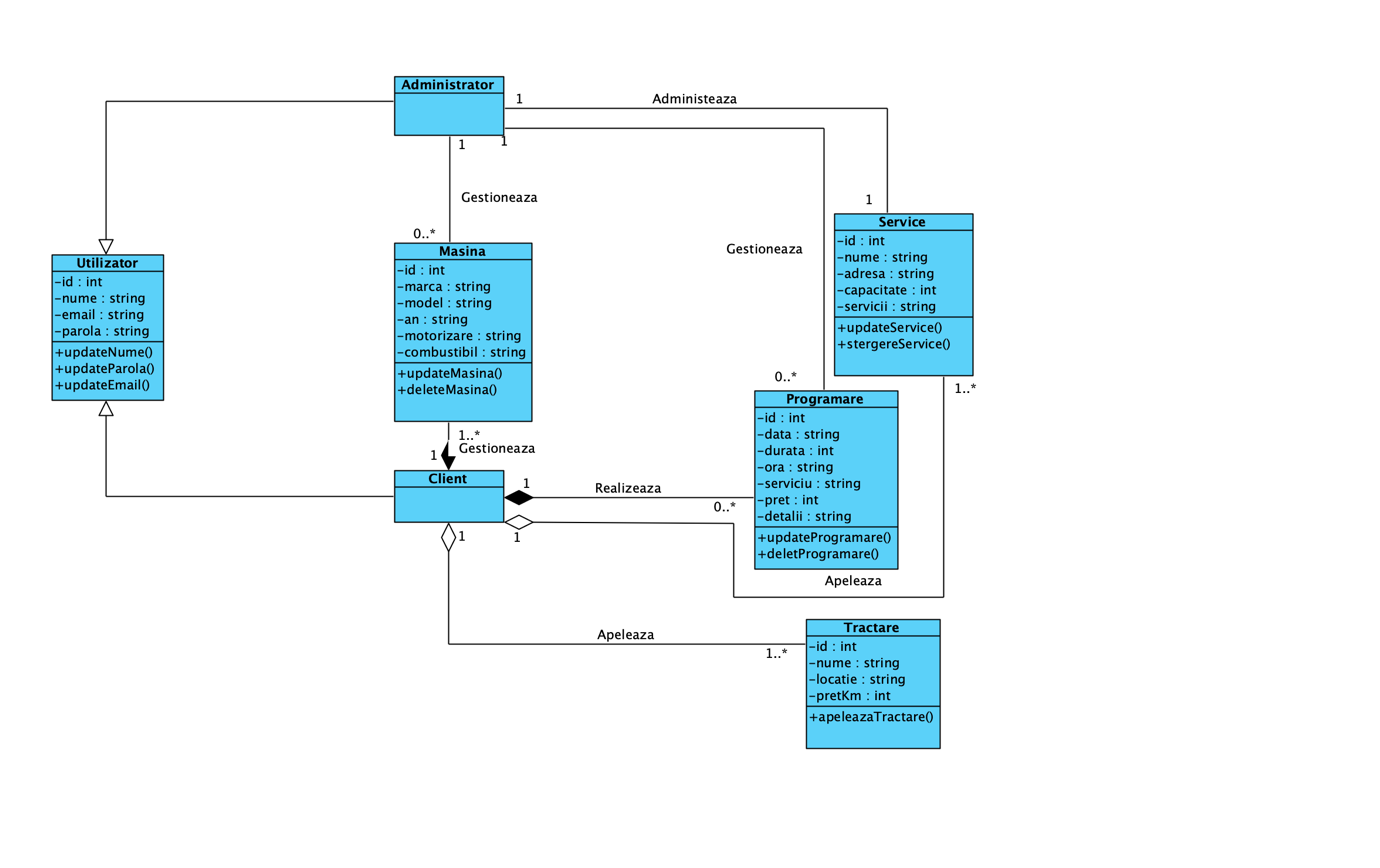 Administrator
1
Administeaza
1
1
Gestioneaza
0..*
Gestioneaza
1
Service
-id : int
-nume : string
-adresa : string
-capacitate : int
-servicii : string
+updateService()
+stergereService()
1..*
Utilizator
-id : int
-nume : string
-email : string
-parola : string
+updateNume()
+updateParola()
+updateEmail()
Masina
-id : int
-marca : string
-model : string
-an : string
-motorizare : string
-combustibil : string
+updateMasina()
+deleteMasina()
1..*
Gestioneaza
1
0..*
Programare
-id : int
-data : string
-durata : int
-ora : string
-serviciu : string
-pret : int
-detalii : string
+updateProgramare()
+deletProgramare()
Client
1
Realizeaza
0..*
1
1
Apeleaza
Apeleaza
1..*
Tractare
-id : int
-nume : string
-locatie : string
-pretKm : int
+apeleazaTractare()